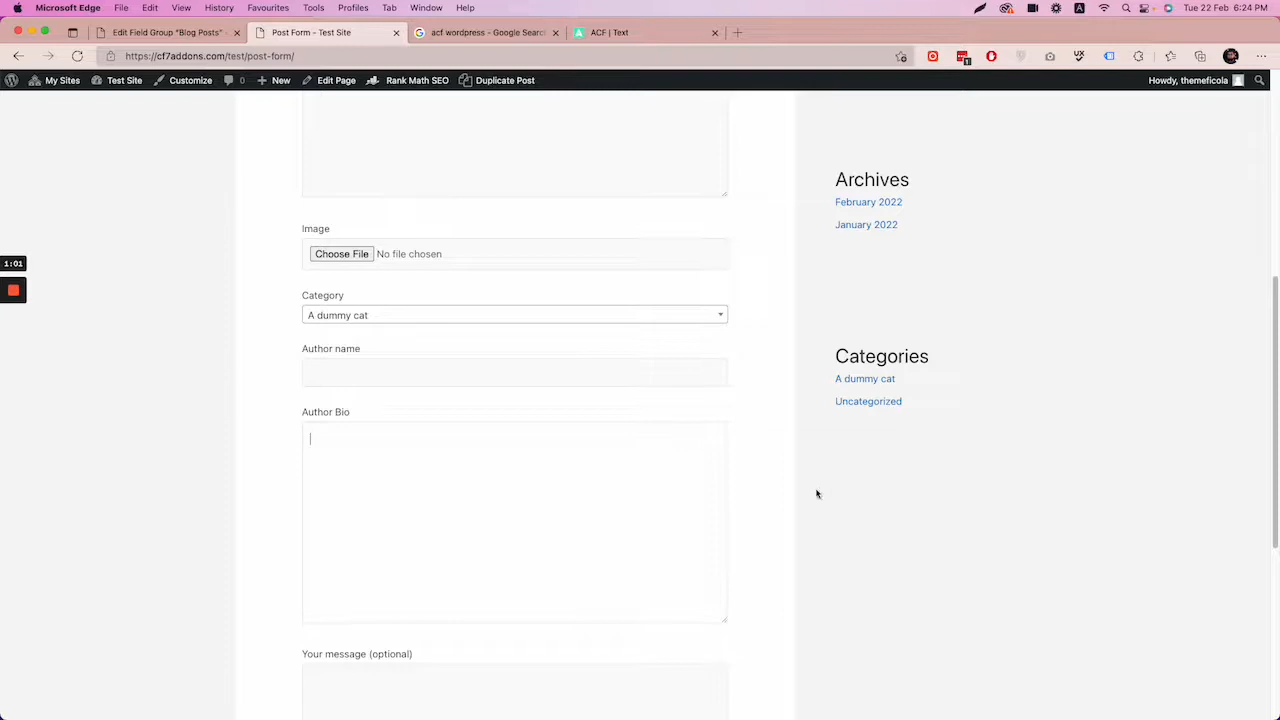 Microsoft Edge File Edit View History Favourites Tools Profiles Tab Window Help
A Tue 22 Feb 6:24 PM
Edit Field Group "Blog Posts"
Post Form - Test Site
acf wordpress - Google Search
ACF | Text
https://cf7addons.com/test/post-form/
My Sites Test Site Customize 0 New Edit Page Rank Math SEO Duplicate Post
Howdy, themeficola
Image
Choose File No file chosen
Category
A dummy cat
Author name
Author Bio
Your message (optional)
Archives
February 2022
January 2022
Categories
A dummy cat
Uncategorized
1:01